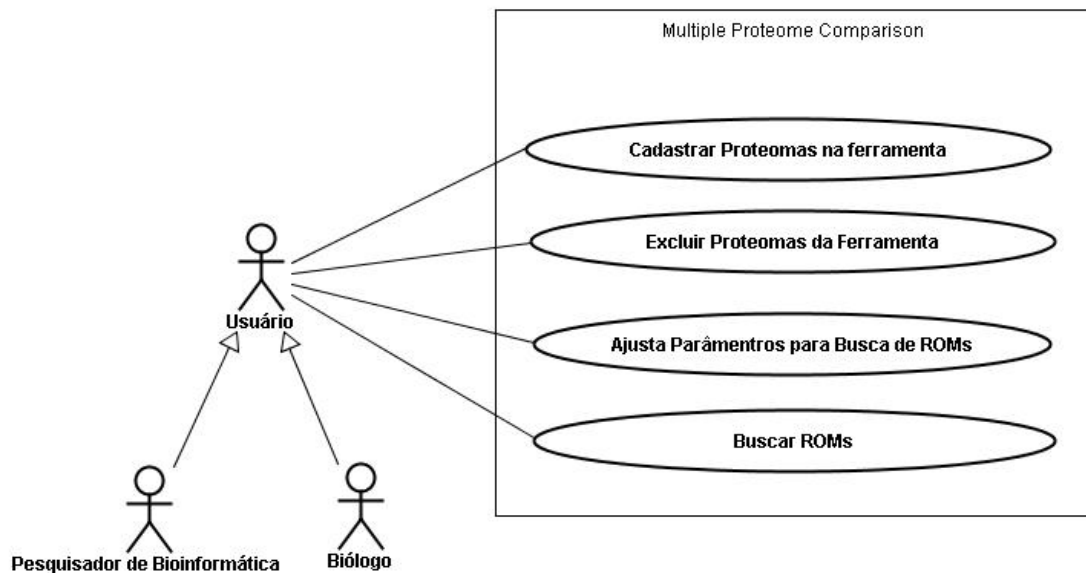 Multiple Proteome Comparison
Cadastrar Proteomas na ferramenta
Excluir Proteomas da Ferramenta
Usuário
Ajusta Parâmentros para Busca de ROMs
Buscar ROMs
Pesquisador de Bioinformática
Biólogo